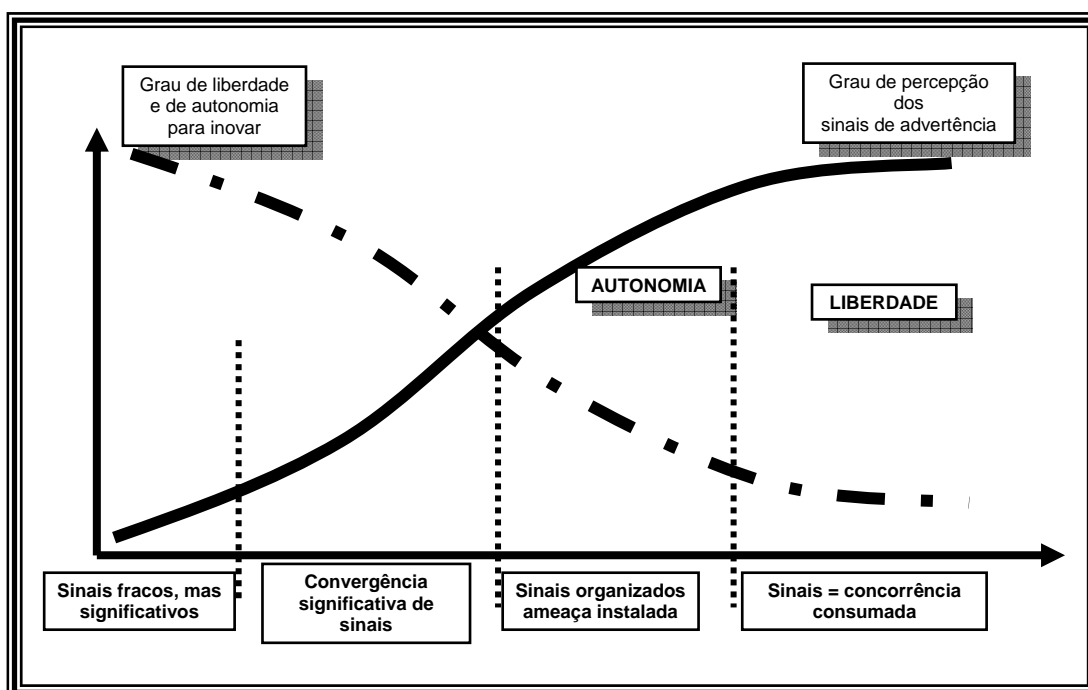 Grau de liberdade
e de autonomia
para inovar
Grau de percepção
dos
sinais de advertência
AUTONOMIA
LIBERDADE
Sinais fracos, mas
significativos
Convergência
significativa de
sinais
Sinais organizados
ameaça instalada
Sinais = concorrência
consumada